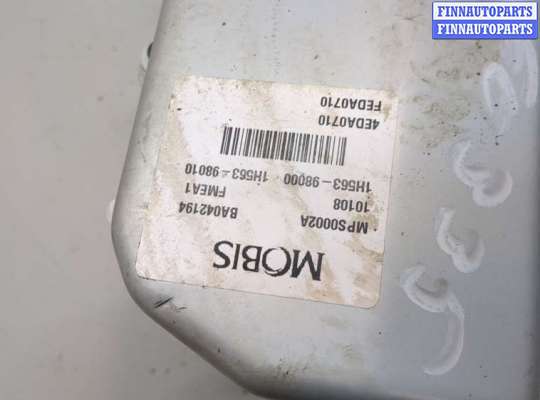 FINNAUTOPARTS
FINNAUTOPARTS
MOBIS
MPS0002A BA042194
10108 FMEA1
1H563-98000 1H563-98010
4EDA0710
FEDA0710